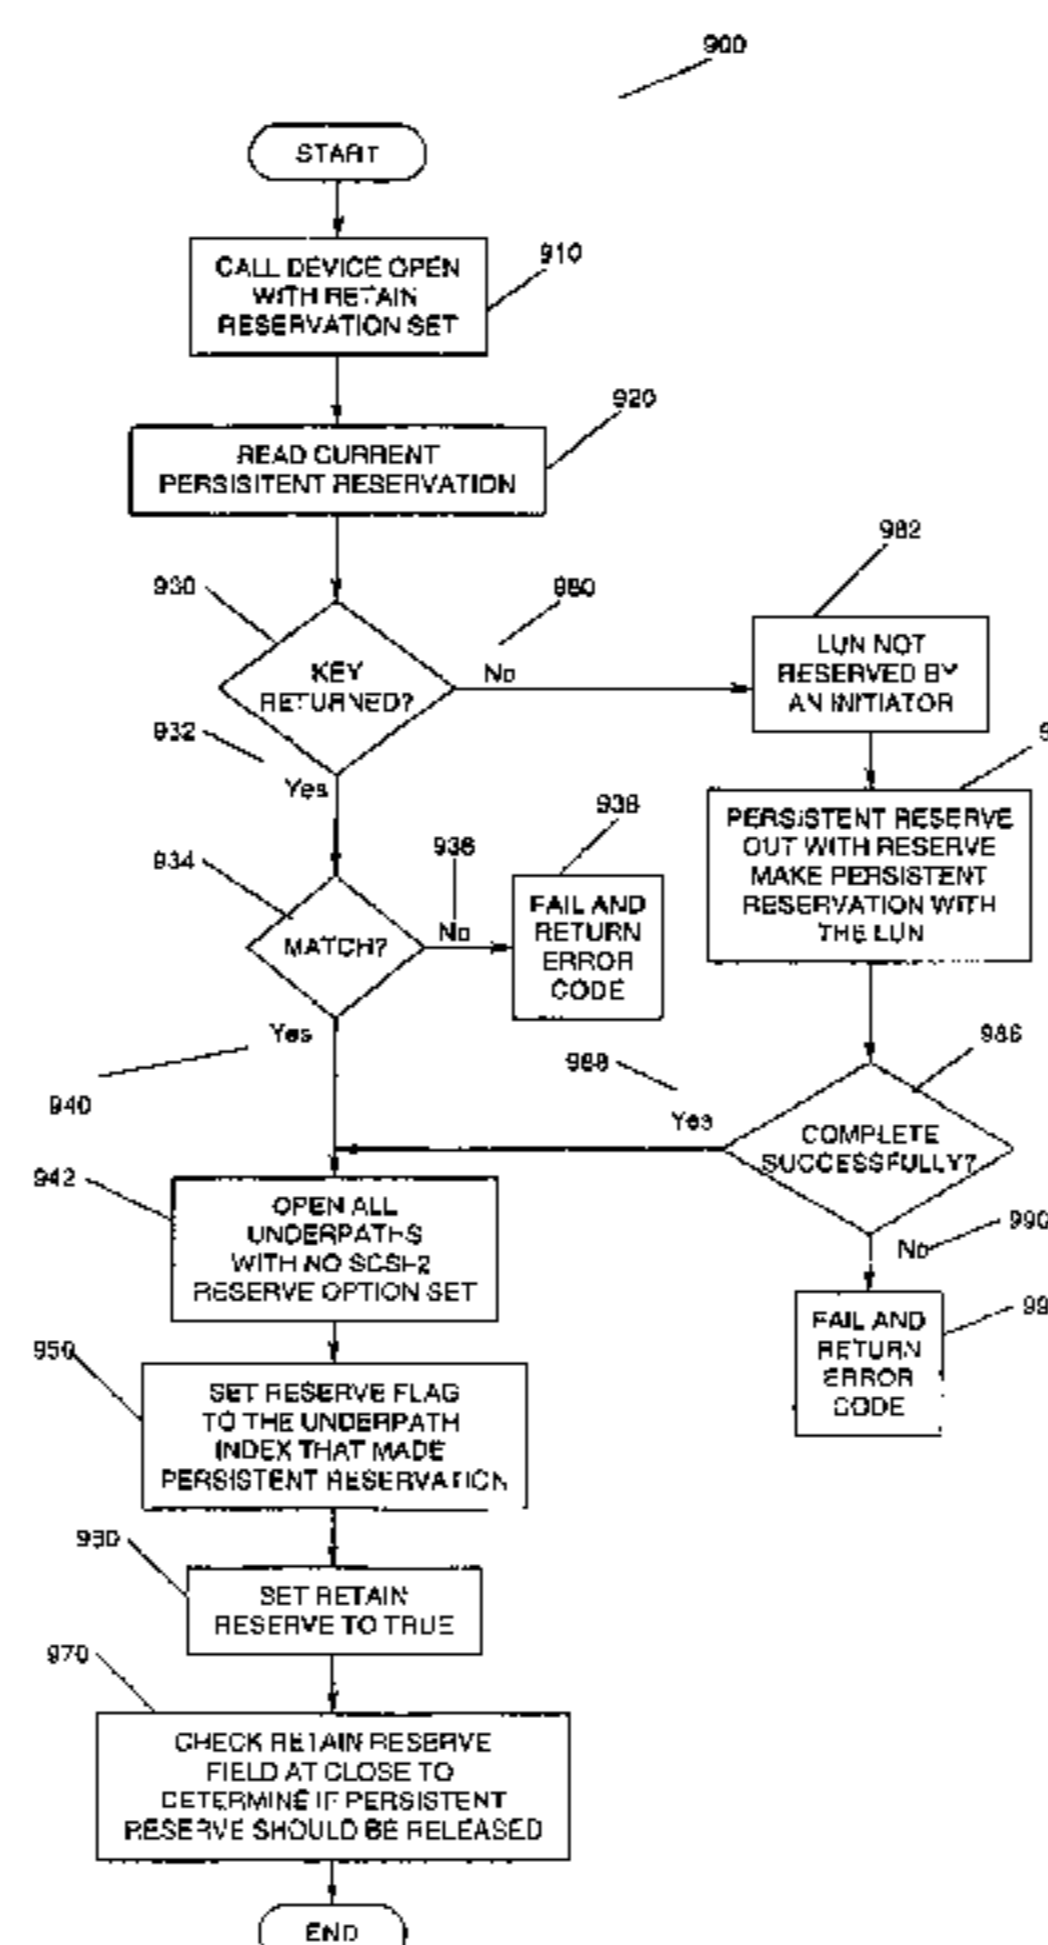 900
START
CALL DEVICE OPEN
WITH RETAIN
RESERVATION SET
910
READ CURRENT
PERSISITENT RESERVATION
920
930
KEY
RETURNED?
980
No
982
LUN NOT
RESERVED BY
AN INITIATOR
932
Yes
PERSISTENT RESERVE
OUT WITH RESERVE
MAKE PERSISTENT
RESERVATION WITH
THE LUN
934
MATCH?
936
No
938
FAIL AND
RETURN
ERROR
CODE
Yes
940
986
COMPLETE
SUCCESSFULLY?
988
Yes
990
No
FAIL AND
RETURN
ERROR
CODE
942
OPEN ALL
UNDERPATHS
WITH NO SCSI-2
RESERVE OPTION SET
950
SET RESERVE FLAG
TO THE UNDERPATH
INDEX THAT MADE
PERSISTENT RESERVATION
SET RETAIN
RESERVE TO TRUE
970
CHECK RETAIN RESERVE
FIELD AT CLOSE TO
DETERMINE IF PERSISTENT
RESERVE SHOULD BE RELEASED
END